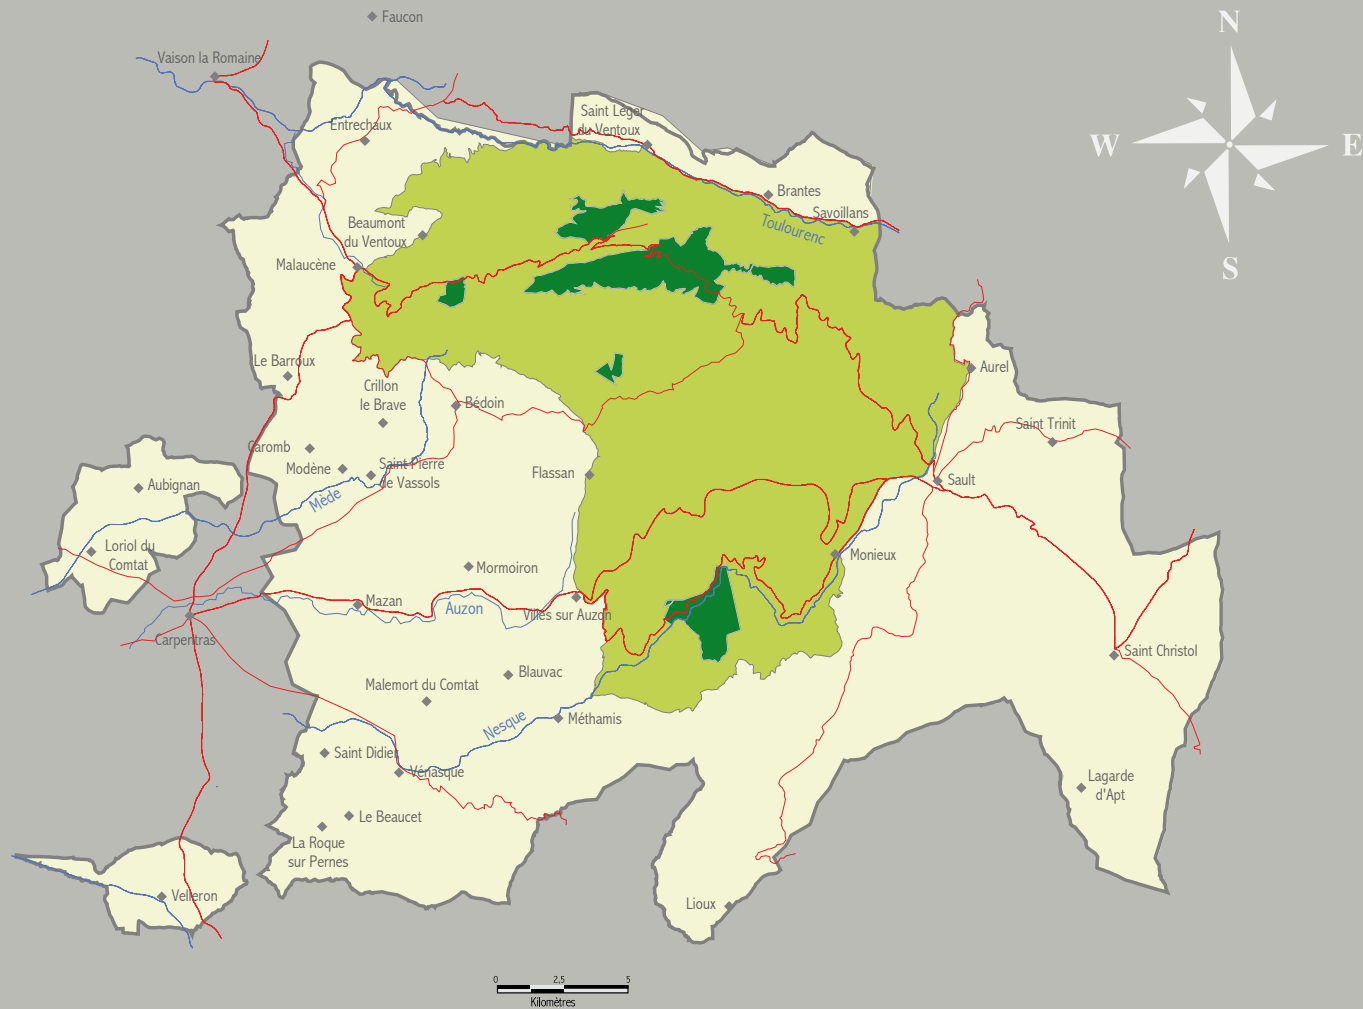 Faucon
N
Vaison la Romaine
Saint Léger
du Ventoux
Entrechaux
W
E
Brantes
Savoillans
Toulourenc
Beaumont
du Ventoux
Malaucène
S
Le Barroux
Aurel
Crillon
le Brave
Bédoin
Saint Trinit
Caromb
Modène
Saint Pierre
de Vassols
Flassan
Sault
Aubignan
Mède
Loriol du
Comtat
Monieux
Mormoiron
Mazan
Auzon
Villes sur Auzon
Carpentras
Saint Christol
Blauvac
Malemort du Comtat
Nesque
Méthamis
Saint Didier
Vénasque
Lagarde
d'Apt
Le Beaucet
La Roque
sur Pernes
Velleron
Lioux
0 2,5 5
Kilomètres